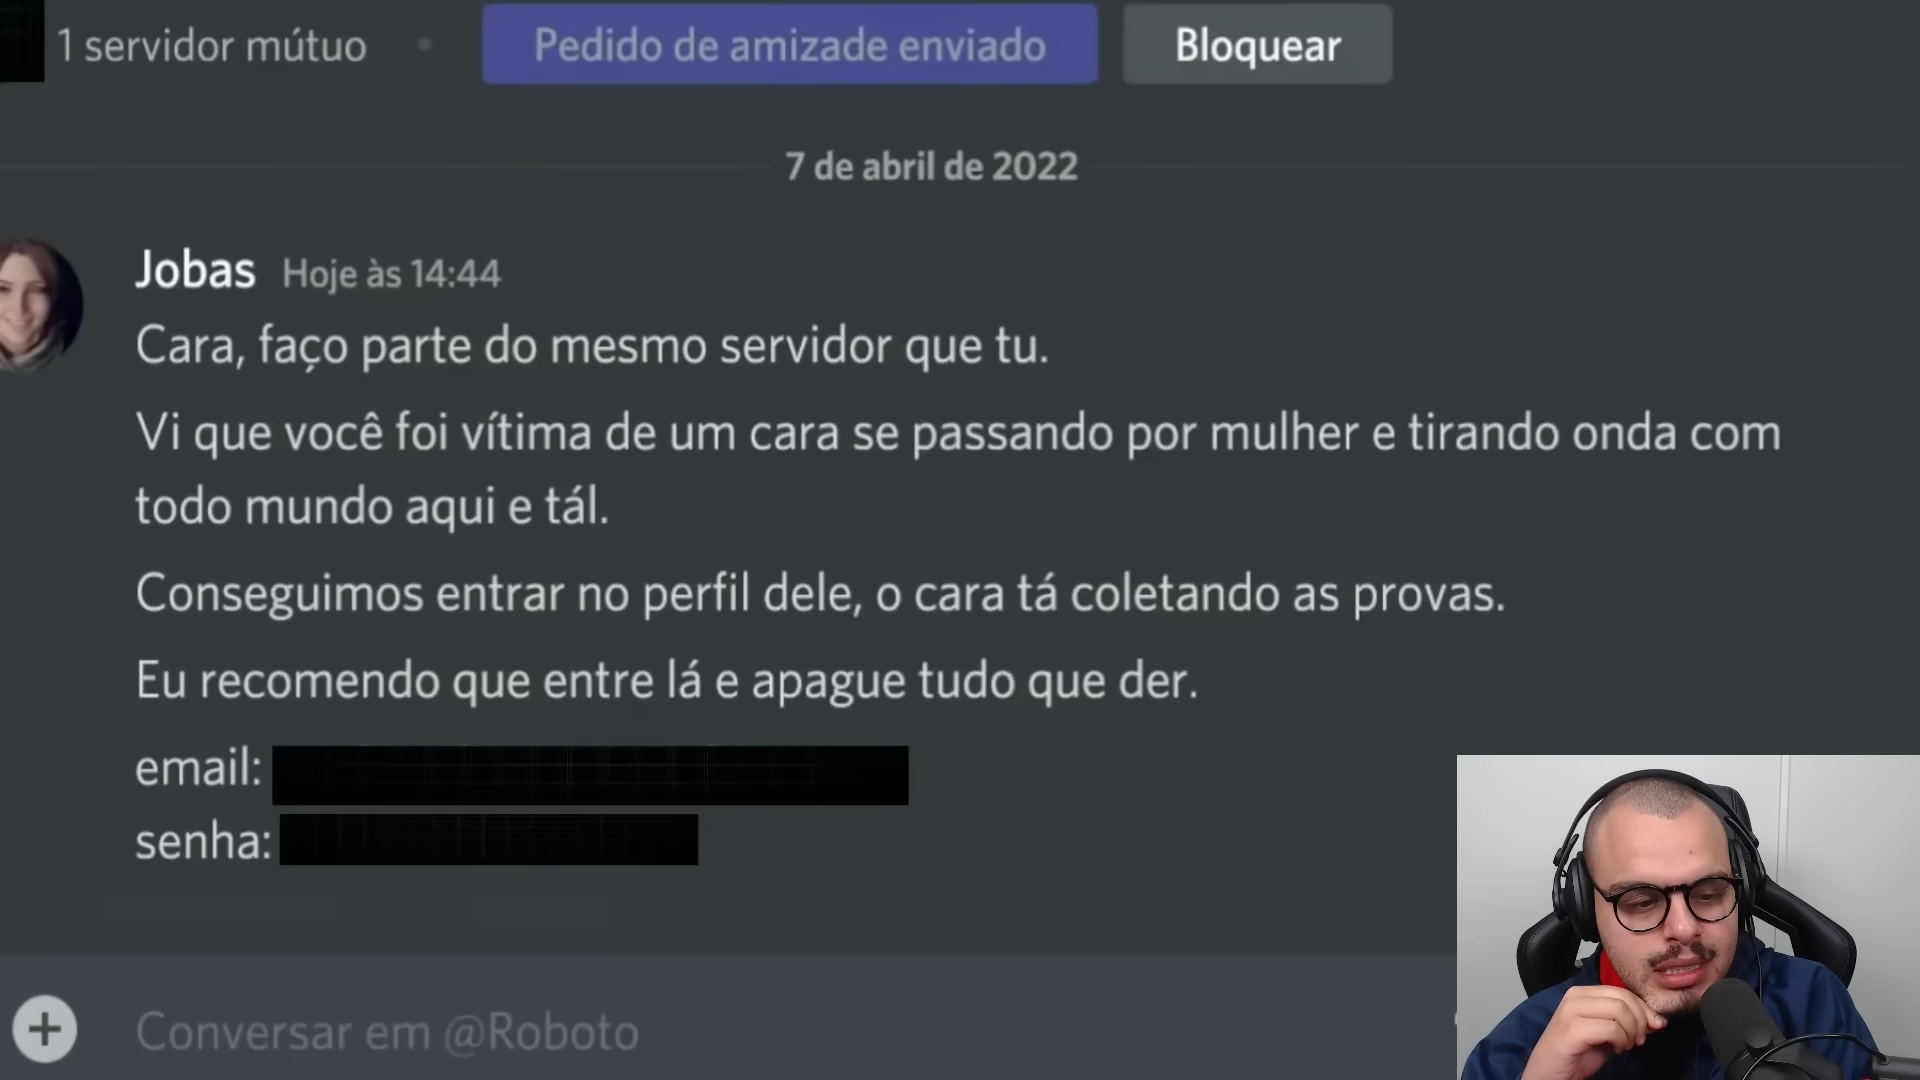 1 servidor mútuo
Pedido de amizade enviado
Bloquear
7 de abril de 2022
Jobas Hoje às 14:44
Cara, faço parte do mesmo servidor que tu.
Vi que você foi vítima de um cara se passando por mulher e tirando onda com
todo mundo aqui e tál.
Conseguimos entrar no perfil dele, o cara tá coletando as provas.
Eu recomendo que entre lá e apague tudo que der.
email:
senha:
Conversar em @Roboto